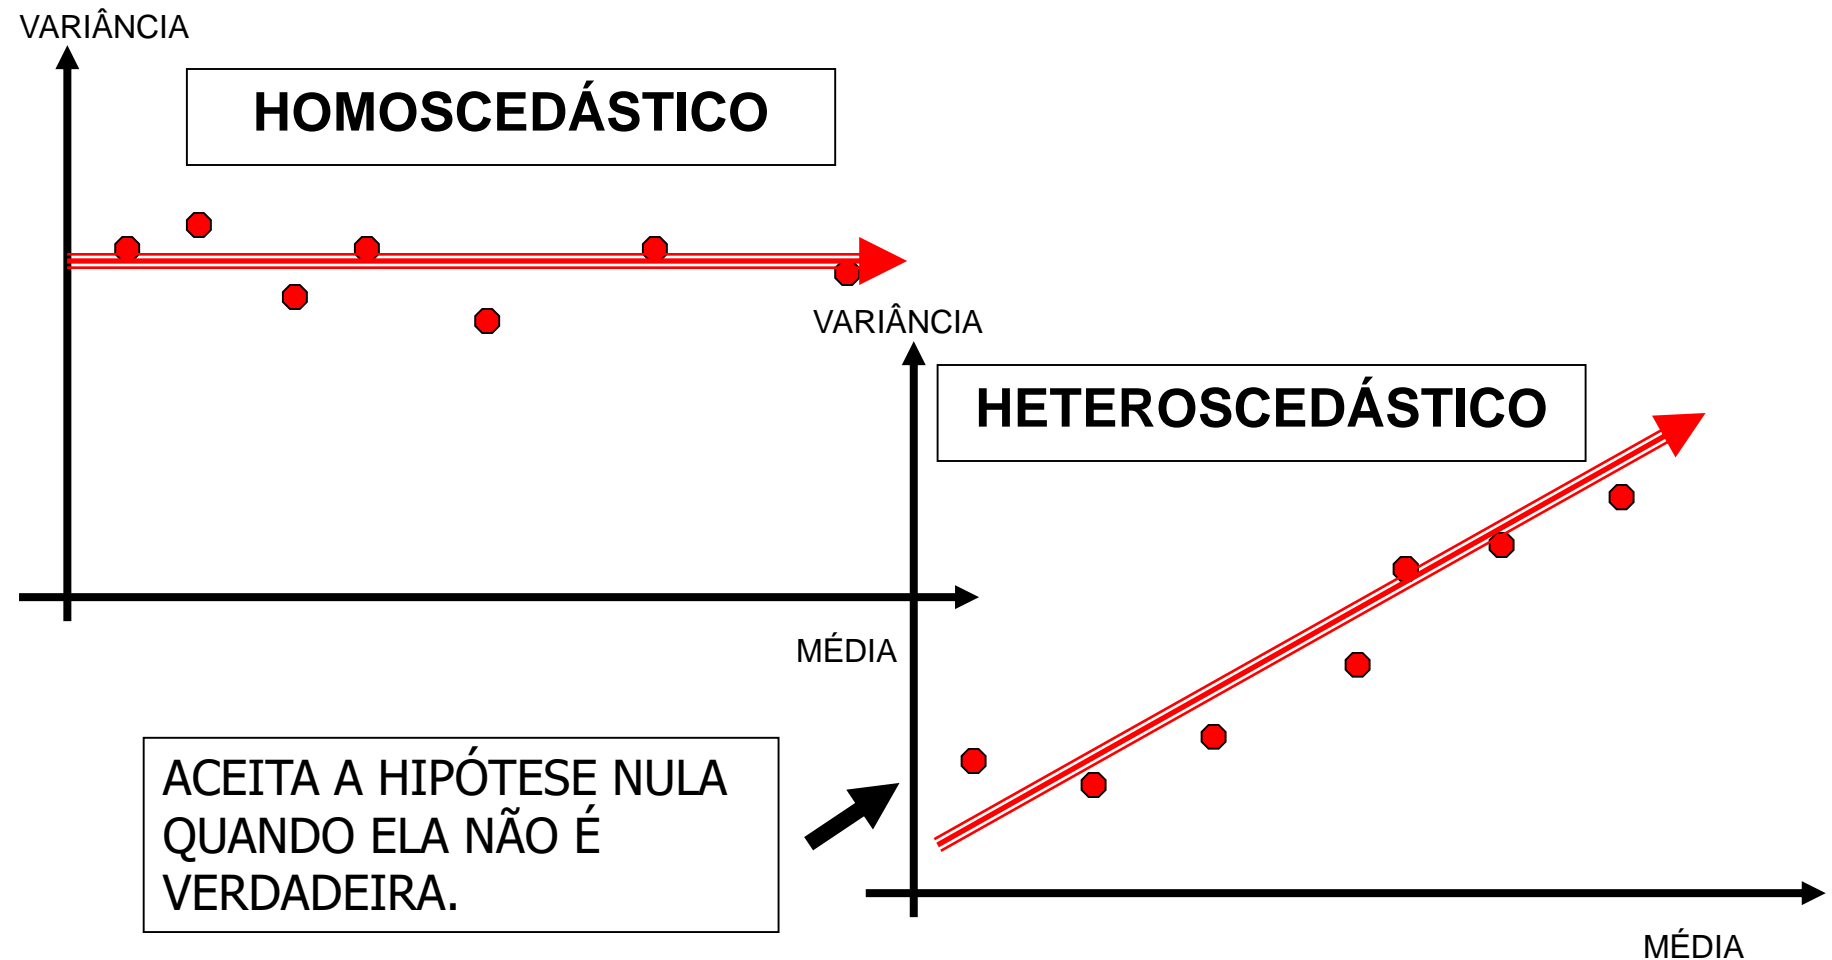 VARIÂNCIA
HOMOSCEDÁSTICO
VARIÂNCIA
HETEROSCEDÁSTICO
MÉDIA
ACEITA A HIPÓTESE NULA
QUANDO ELA NÃO É
VERDADEIRA.
MÉDIA